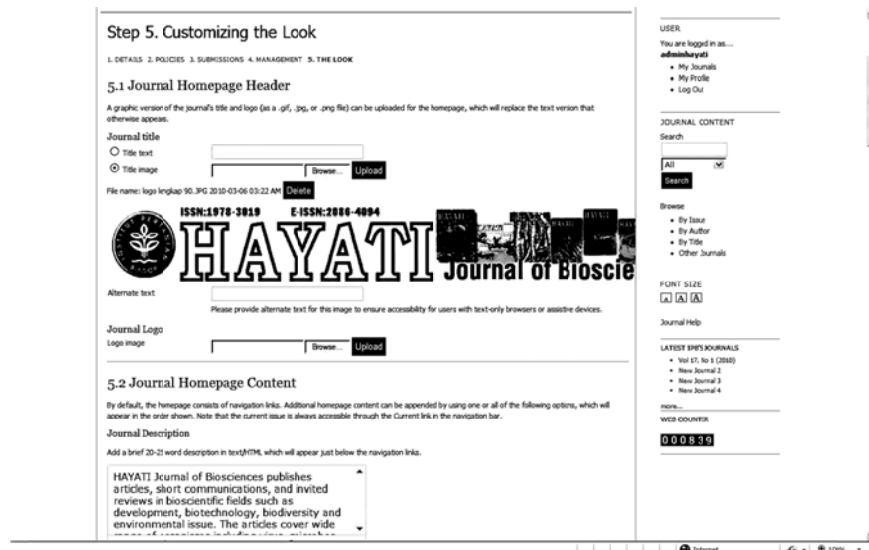 Step 5. Customizing the Look
1. DETAILS 2. POLICIES 3. SUBMISSIONS 4. MANAGEMENT 5. THE LOOK
5.1 Journal Homepage Header
A graphic version of the journal's title and logo (as a .gif, .jpg, or .png file) can be uploaded for the homepage, which will replace the text version that
otherwise appears.
Journal title
Title text
Title image Browse... Upload
File name: logo lengkap 90.JPG 2010-03-06 03:22 AM Delete
INSTITUT PERTANIAN BOGOR
ISSN:1978-3019 E-ISSN:2086-4094
HAYATI
Journal of Bioscie
Alternate text
Please provide alternate text for this image to ensure accessibility for users with text-only browsers or assistive devices.
Journal Logo
Logo image Browse... Upload
5.2 Journal Homepage Content
By default, the homepage consists of navigation links. Additional homepage content can be appended by using one or all of the following options, which will
appear in the order shown. Note that the current issue is always accessible through the Current link in the navigation bar.
Journal Description
Add a brief 20-25 word description in text/HTML which will appear just below the navigation links.
HAYATI Journal of Biosciences publishes
articles, short communications, and invited
reviews in bioscientific fields such as
development, biotechnology, biodiversity and
environmental issue. The articles cover wide
range of organisms including virus, microbes
USER
You are logged in as...
adminhayati
My Journals
My Profile
Log Out
JOURNAL CONTENT
Search
All
Search
Browse
By Issue
By Author
By Title
Other Journals
FONT SIZE
A A A
Journal Help
LATEST IPB'S JOURNALS
Vol 17, No 1 (2010)
New Journal 2
New Journal 3
New Journal 4
more...
WEB COUNTER
000839
Internet 100%